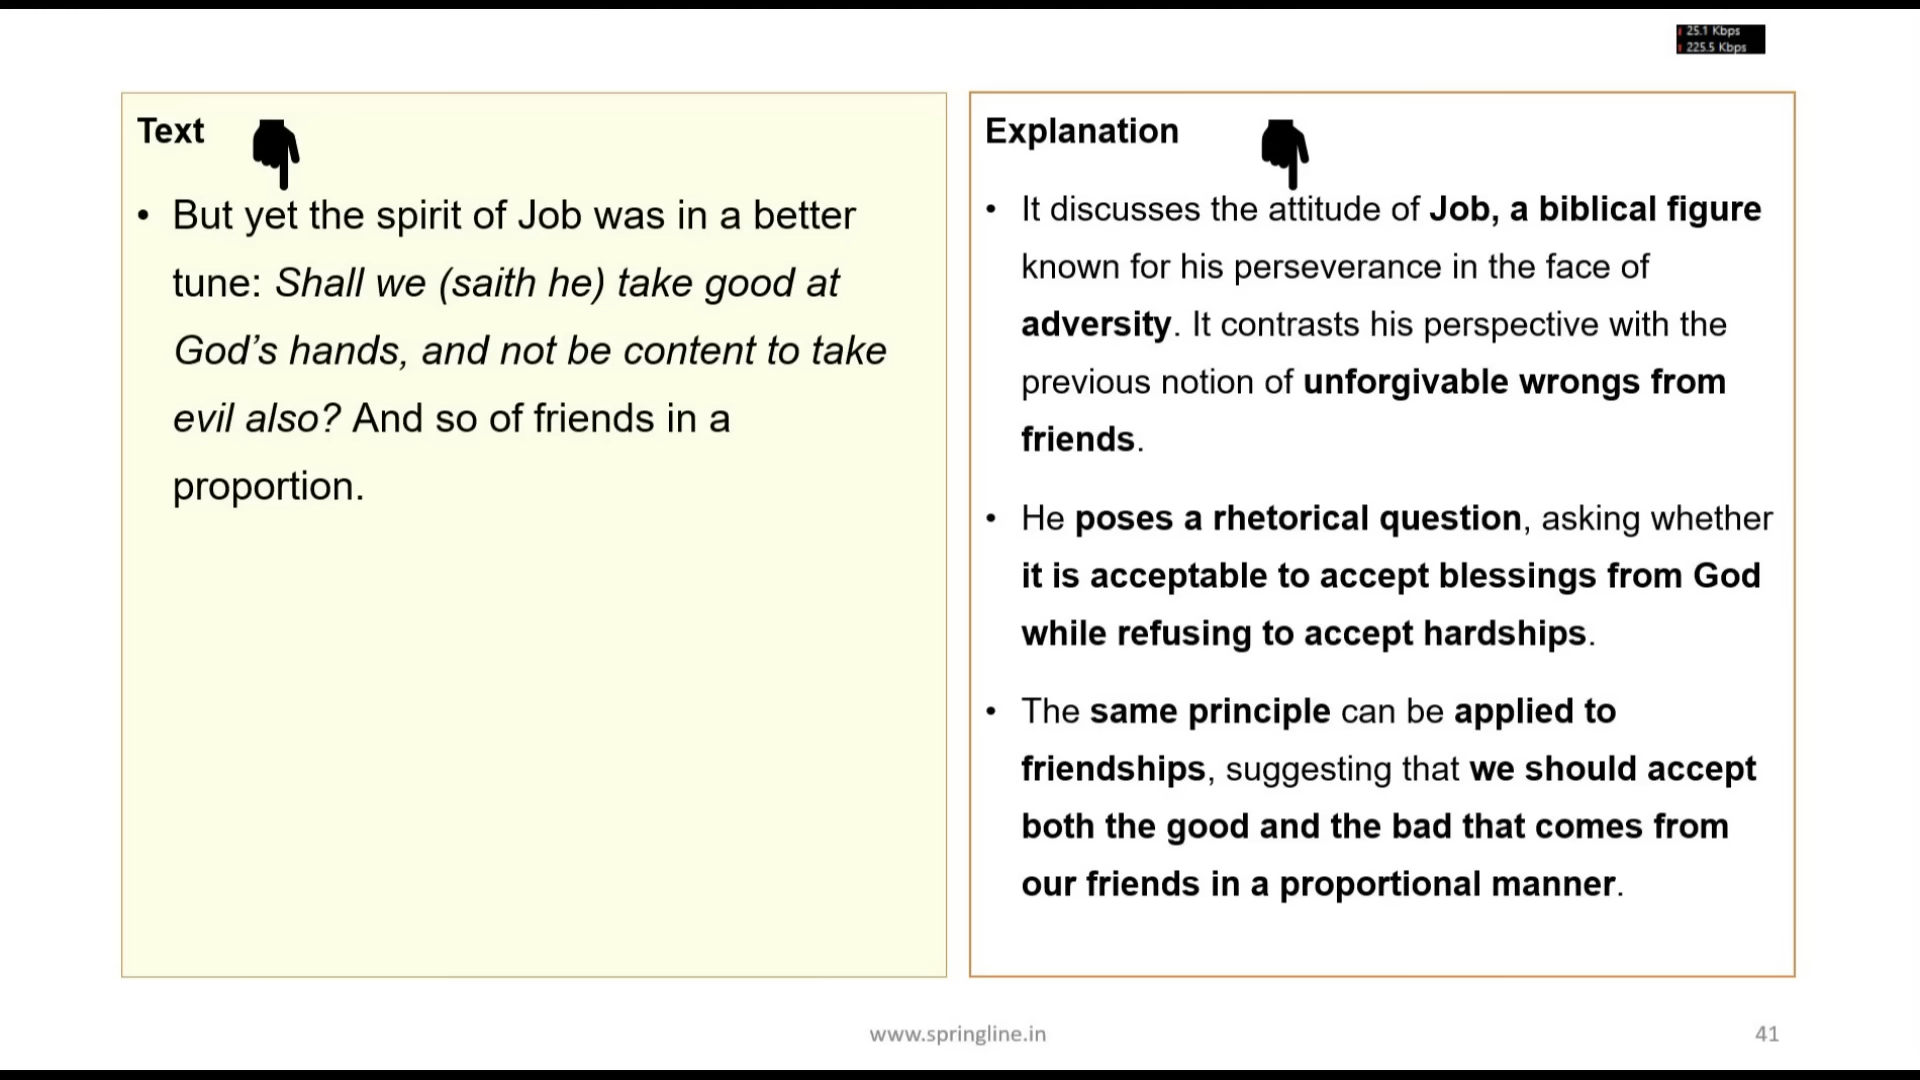 25.1 Kbps
225.5 Kbps
Text
• But yet the spirit of Job was in a better
tune: Shall we (saith he) take good at
God’s hands, and not be content to take
evil also? And so of friends in a
proportion.
Explanation
• It discusses the attitude of Job, a biblical figure
known for his perseverance in the face of
adversity. It contrasts his perspective with the
previous notion of unforgivable wrongs from
friends.
• He poses a rhetorical question, asking whether
it is acceptable to accept blessings from God
while refusing to accept hardships.
• The same principle can be applied to
friendships, suggesting that we should accept
both the good and the bad that comes from
our friends in a proportional manner.
www.springline.in
41